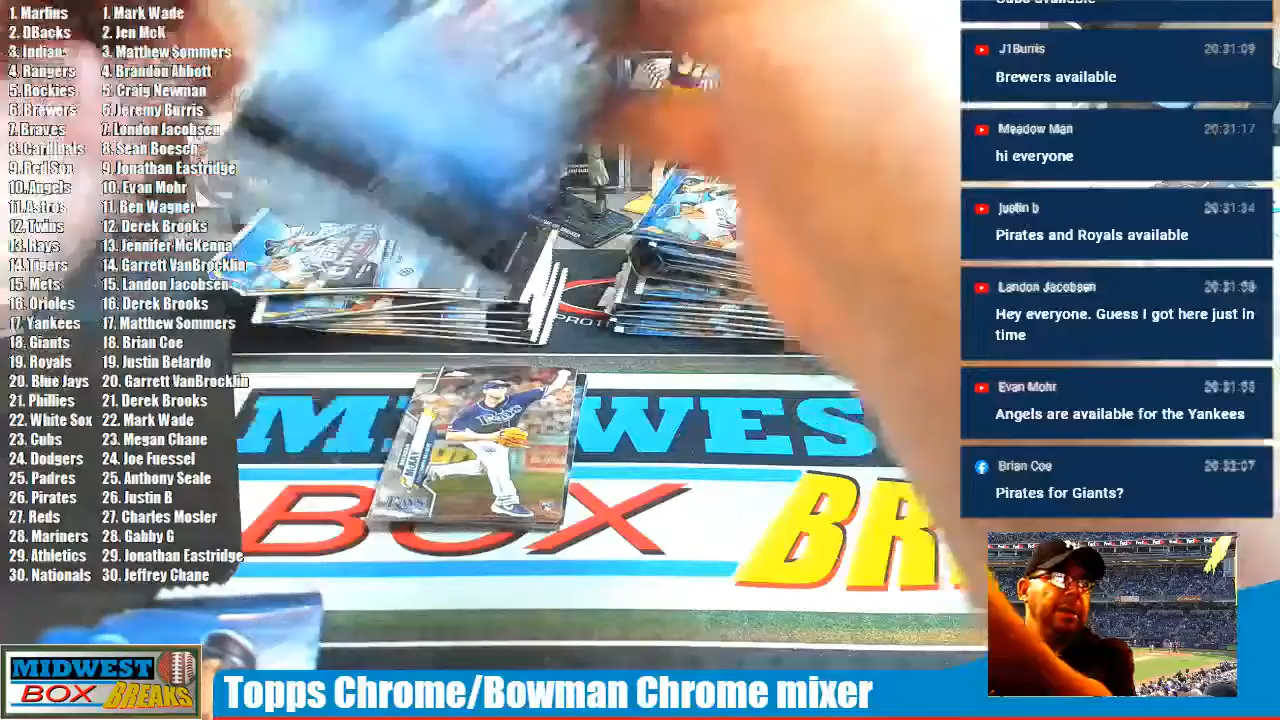 1. Marlins 1. Mark Wade
2. DBacks 2. Jen McK
3. Indians 3. Matthew Sommers
4. Rangers 4. Brandon Abbott
5. Rockies 5. Craig Newman
6. Brewers 6. Jeremy Burris
7. Braves 7. London Jacobsen
8. Cardinals 8. Sean Boesch
9. Red Sox 9. Jonathan Eastridge
10. Angels 10. Evan Mohr
11. Astros 11. Ben Wagner
12. Twins 12. Derek Brooks
13. Rays 13. Jennifer McKenna
14. Tigers 14. Garrett VanBrocklin
15. Mets 15. Landon Jacobsen
16. Orioles 16. Derek Brooks
17. Yankees 17. Matthew Sommers
18. Giants 18. Brian Coe
19. Royals 19. Justin Belardo
20. Blue Jays 20. Garrett VanBrocklin
21. Phillies 21. Derek Brooks
22. White Sox 22. Mark Wade
23. Cubs 23. Megan Chane
24. Dodgers 24. Joe Fuessel
25. Padres 25. Anthony Seale
26. Pirates 26. Justin B
27. Reds 27. Charles Mosler
28. Mariners 28. Gabby G
29. Athletics 29. Jonathan Eastridge
30. Nationals 30. Jeffrey Chane
J1Burris 20:31:09
Brewers available
Meadow Man 20:31:17
hi everyone
justin b 20:31:34
Pirates and Royals available
Landon Jacobsen
Hey everyone. Guess I got here just in
time
Evan Mohr
Angels are available for the Yankees
Brian Coe
Pirates for Giants?
CHROME
McKAY
RAYS
WES
BOX
MIDWEST
BOX BREAKS
Topps Chrome/Bowman Chrome mixer